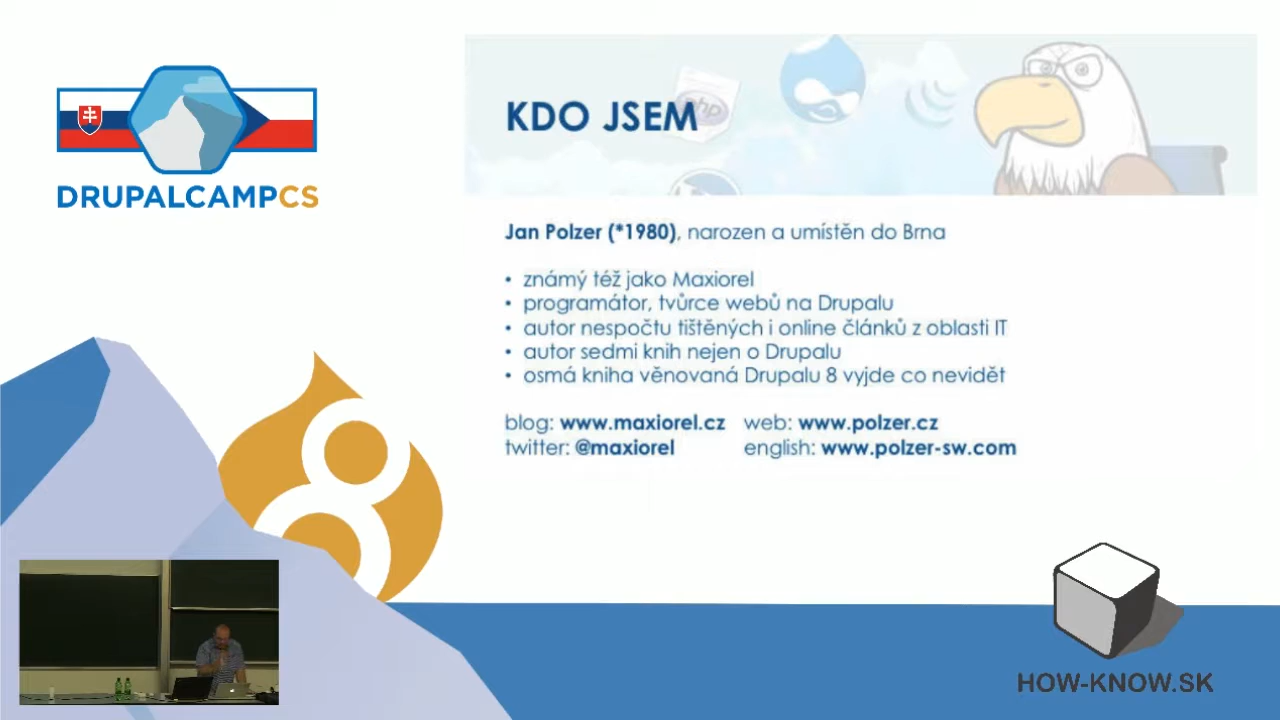 DRUPALCAMPCS
php
KDO JSEM
Jan Polzer (*1980), narozen a umístěn do Brna
• známý též jako Maxiorel
• programátor, tvůrce webů na Drupalu
• autor nespočtu tištěných i online článků z oblasti IT
• autor sedmi knih nejen o Drupalu
• osmá kniha věnovaná Drupalu 8 vyjde co nevidět
blog: www.maxiorel.cz web: www.polzer.cz
twitter: @maxiorel english: www.polzer-sw.com
8
HOW-KNOW.SK